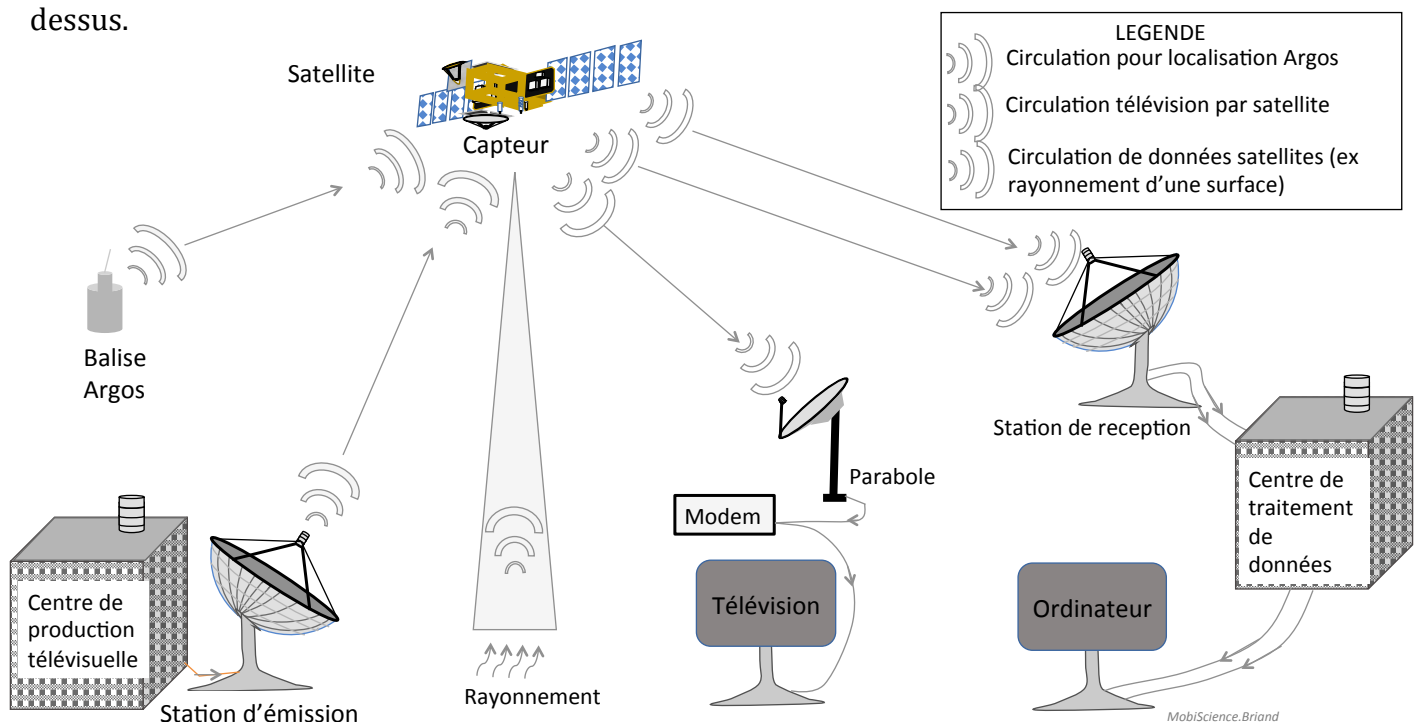 dessus.
LEGENDE
Circulation pour localisation Argos
Circulation télévision par satellite
Circulation de données satellites (ex
rayonnement d'une surface)
Satellite
Capteur
Balise
Argos
Station de reception
Parabole
Modem
Centre de
traitement
de
données
Centre de
production
télévisuelle
Télévision
Ordinateur
Rayonnement
Station d'émission
MobiScience.Briand